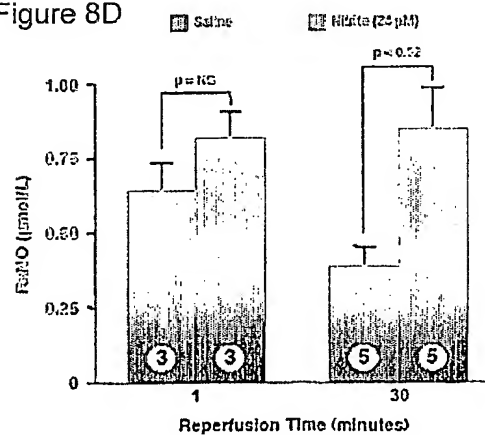 Figure 8D
Saline
Nitrite (24 μM)
p = NS
p < 0.02
1.00
0.75
0.50
0.25
0
RSNO (μmol/L)
3
3
5
5
1
30
Reperfusion Time (minutes)